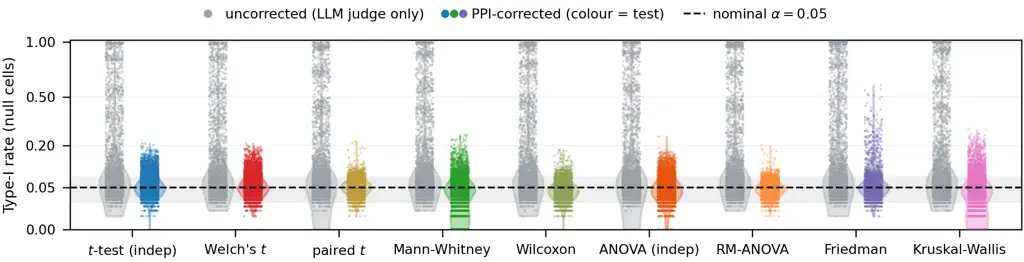 uncorrected (LLM judge only) PPI-corrected (colour = test) nominal α = 0.05
Type-I rate (null cells)
1.00
0.50
0.20
0.05
0.00
t-test (indep) Welch's t paired t Mann-Whitney Wilcoxon ANOVA (indep) RM-ANOVA Friedman Kruskal-Wallis